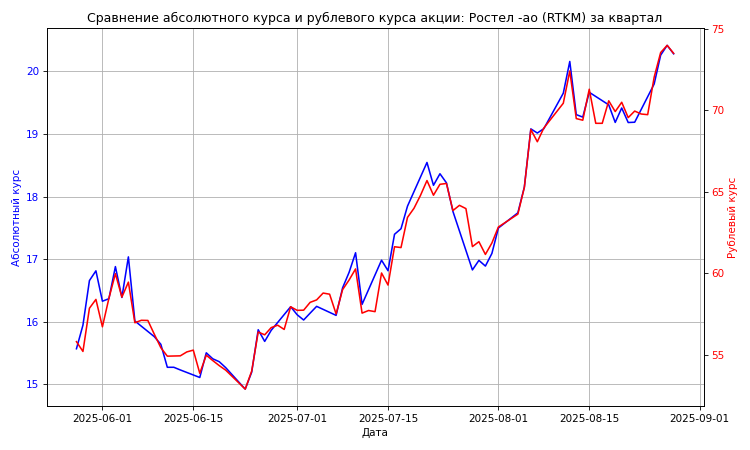 Сравнение абсолютного курса и рублевого курса акции: Ростел -ао (RTKM) за квартал
Абсолютный курс
20
19
18
17
16
15
75
70
65
60
55
Рублевый курс
2025-06-01 2025-06-15 2025-07-01 2025-07-15 2025-08-01 2025-08-15 2025-09-01
Дата